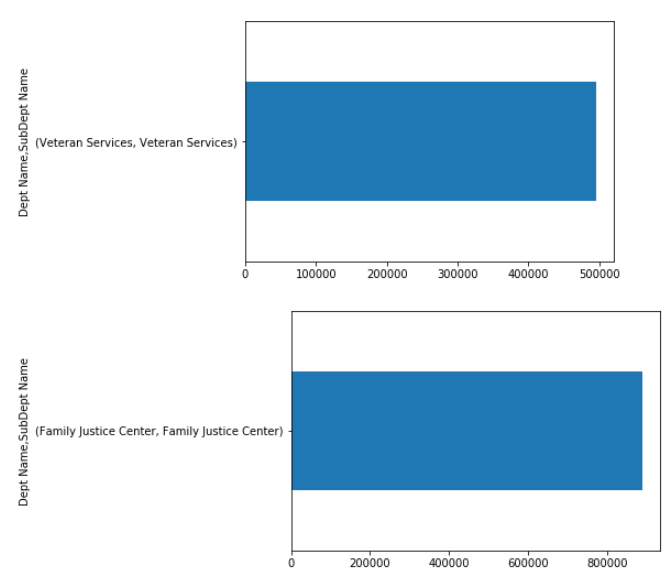 Dept Name,SubDept Name
(Veteran Services, Veteran Services)
0 100000 200000 300000 400000 500000
Dept Name,SubDept Name
(Family Justice Center, Family Justice Center)
0 200000 400000 600000 800000